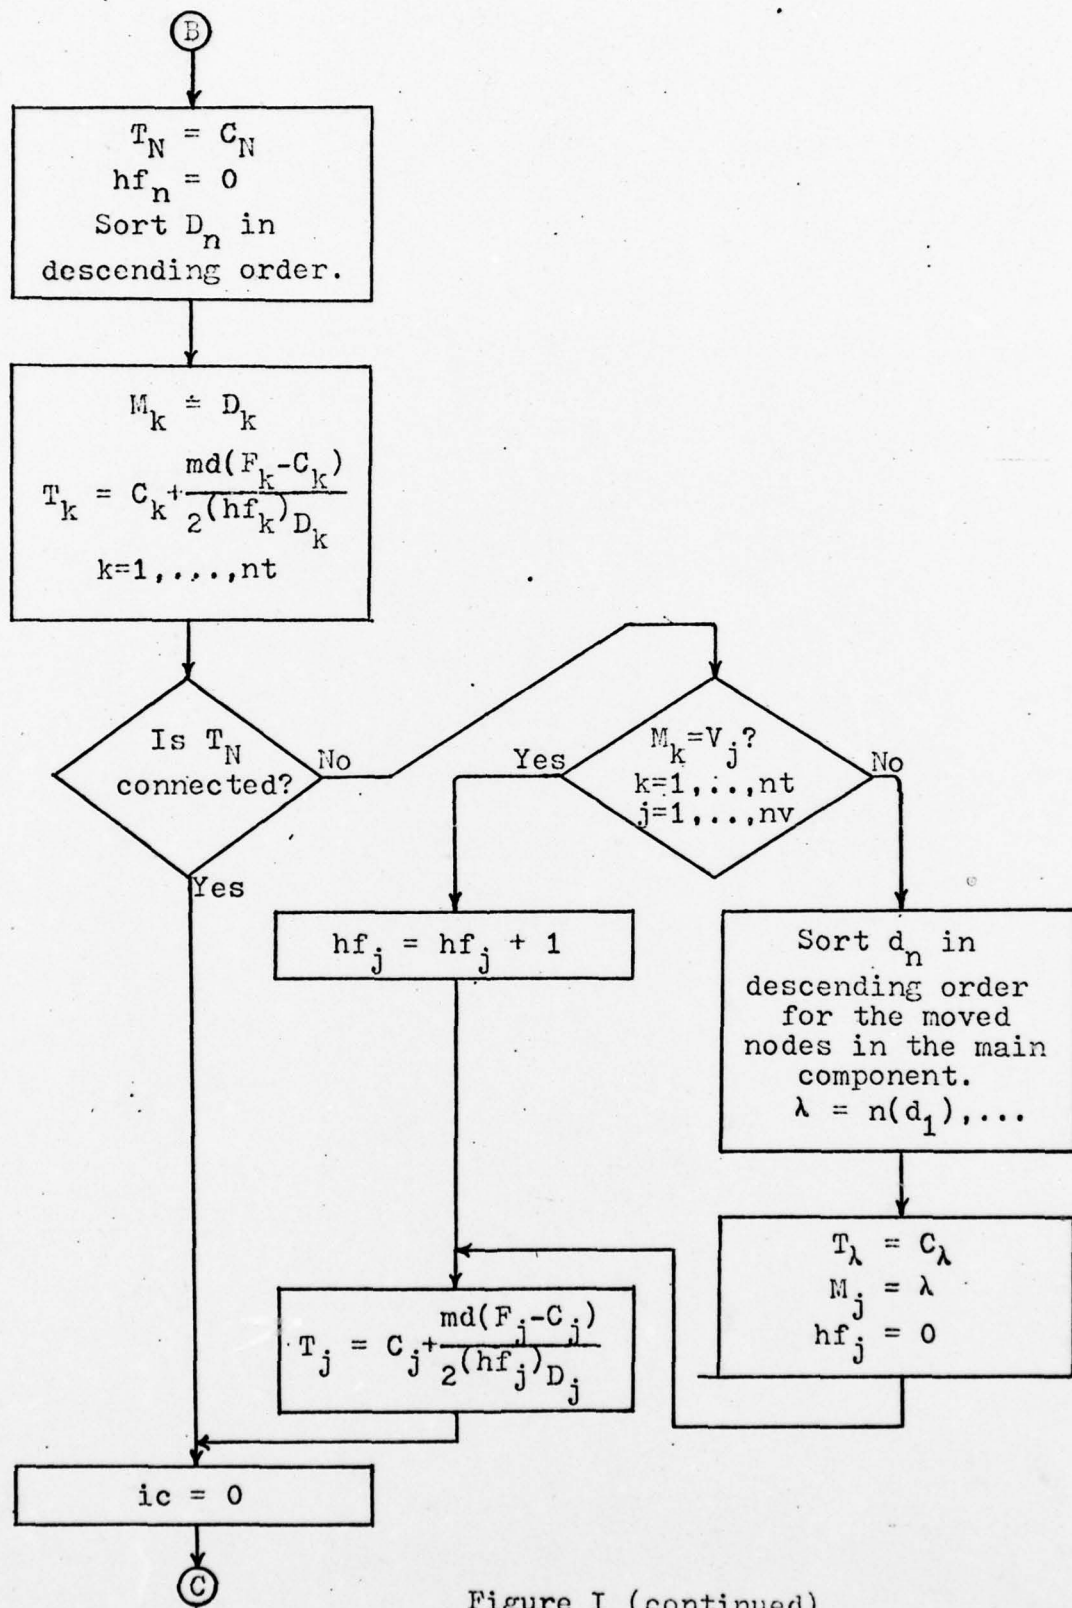 B
T_N = C_N
hf_n = 0
Sort D_n in
descending order.
M_k = D_k
T_k = C_k + md(F_k-C_k) / 2^(hf_k) D_k
k=1,...,nt
Is T_N
connected?
No
Yes
M_k=V_j?
k=1,..,nt
j=1,..,nv
Yes
No
hf_j = hf_j + 1
Sort d_n in
descending order
for the moved
nodes in the main
component.
λ = n(d_1),...
T_λ = C_λ
M_j = λ
hf_j = 0
T_j = C_j + md(F_j-C_j) / 2^(hf_j) D_j
ic = 0
C
Figure I (continued)